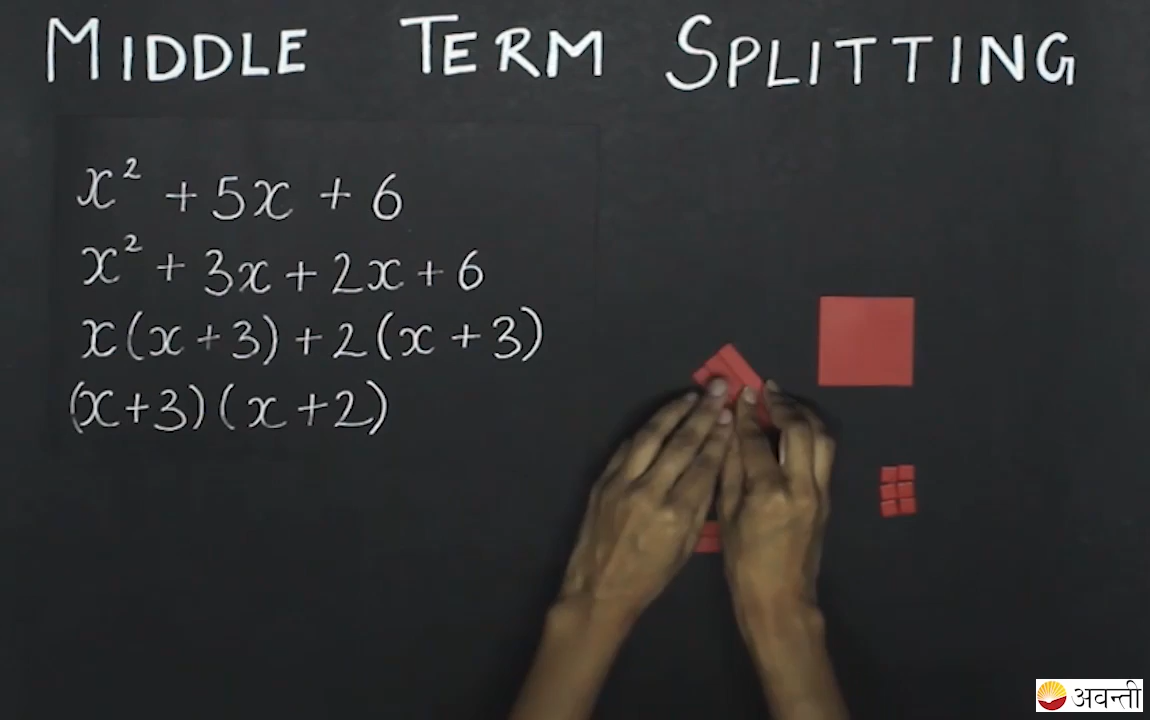 MIDDLE TERM SPLITTING
x² + 5x + 6
x² + 3x + 2x + 6
x(x + 3) + 2(x + 3)
(x+3)(x+2)
अवन्ती